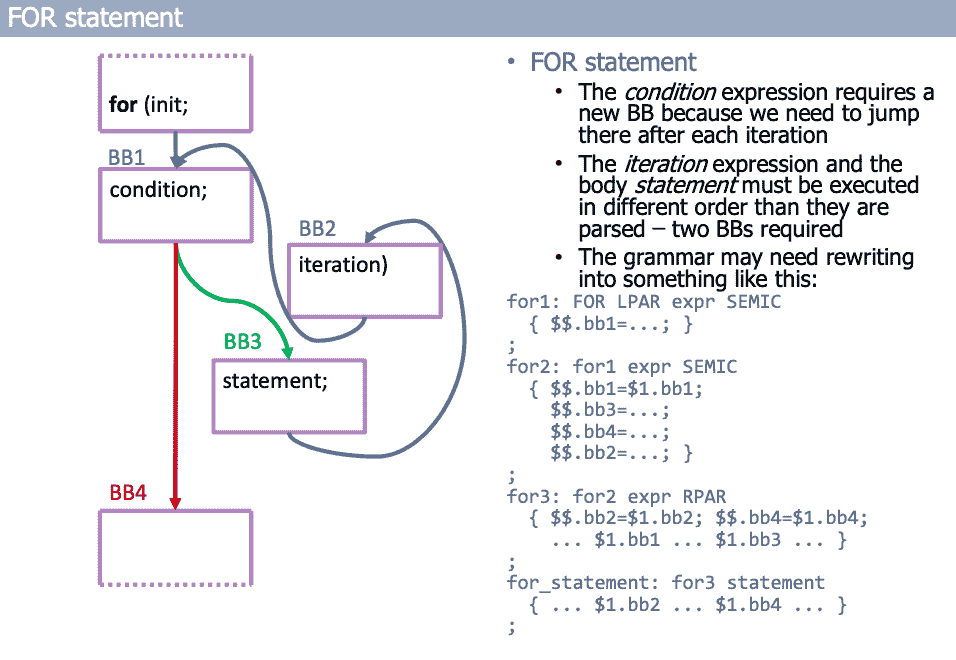 FOR statement
for (init;
BB1
condition;
BB2
iteration)
BB3
statement;
BB4
• FOR statement
• The condition expression requires a
new BB because we need to jump
there after each iteration
• The iteration expression and the
body statement must be executed
in different order than they are
parsed – two BBs required
• The grammar may need rewriting
into something like this:
for1: FOR LPAR expr SEMIC
{ $$.bb1=...; }
;
for2: for1 expr SEMIC
{ $$.bb1=$1.bb1;
$$.bb3=...;
$$.bb4=...;
$$.bb2=...; }
;
for3: for2 expr RPAR
{ $$.bb2=$1.bb2; $$.bb4=$1.bb4;
... $1.bb1 ... $1.bb3 ... }
;
for_statement: for3 statement
{ ... $1.bb2 ... $1.bb4 ... }
;